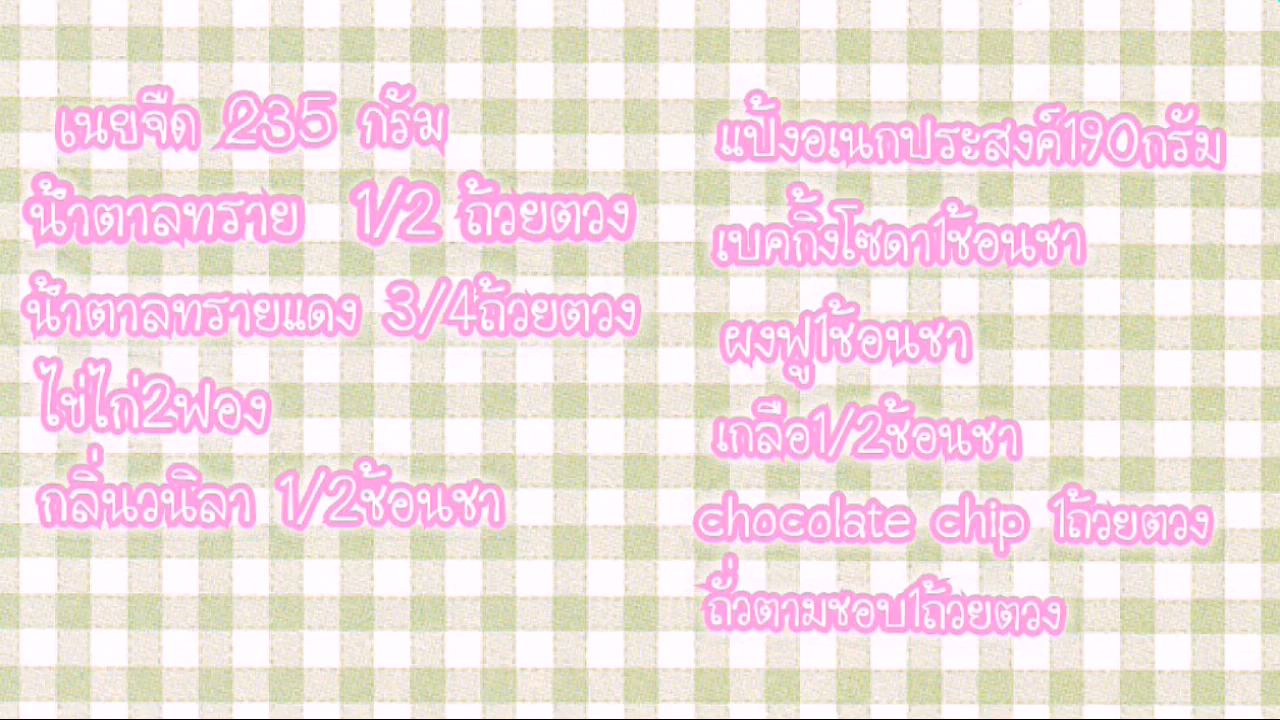 เนยจืด 235 กรัม
น้ำตาลทราย 1/2 ถ้วยตวง
น้ำตาลทรายแดง 3/4ถ้วยตวง
ไข่ไก่2ฟอง
กลิ่นวนิลา 1/2ช้อนชา
แป้งอเนกประสงค์190กรัม
เบคกิ้งโซดา1ช้อนชา
ผงฟู1ช้อนชา
เกลือ1/2ช้อนชา
chocolate chip 1ถ้วยตวง
ถั่วตามชอบ1ถ้วยตวง